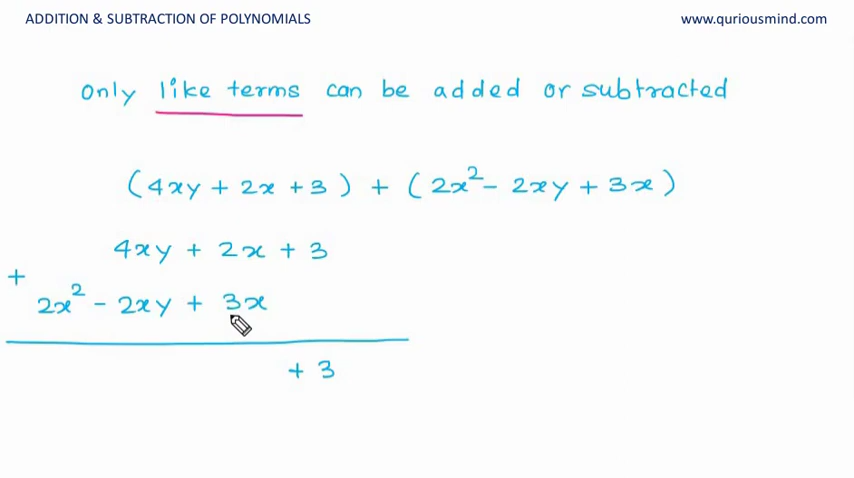 ADDITION & SUBTRACTION OF POLYNOMIALS
www.quriousmind.com
only like terms can be added or subtracted
(4xy + 2x + 3) + (2x² - 2xy + 3x)
4xy + 2x + 3
+
2x² - 2xy + 3x
+ 3